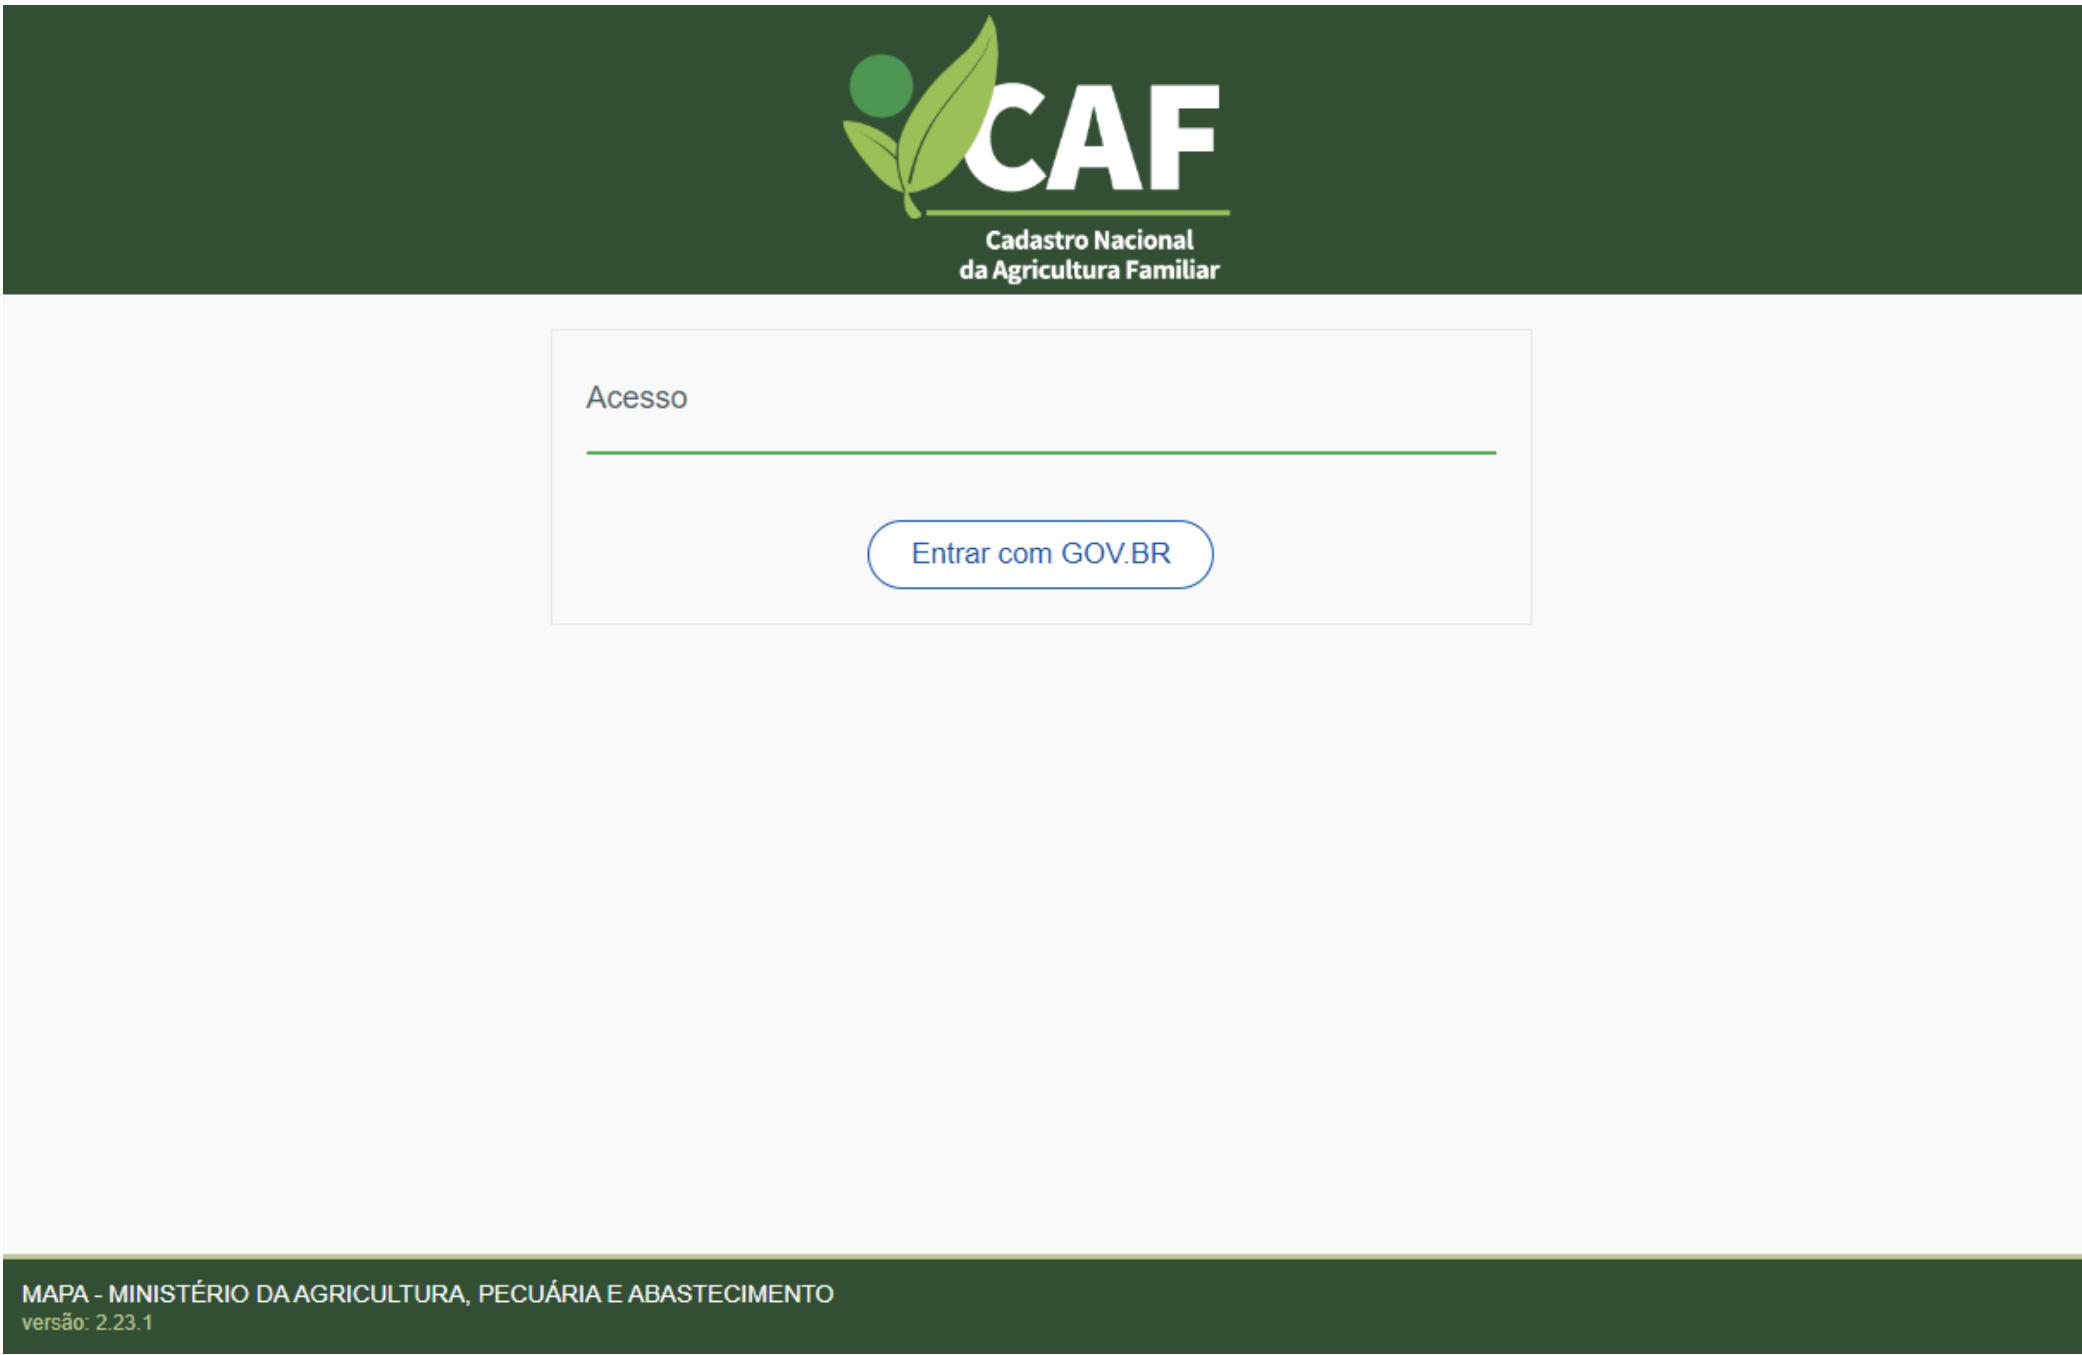 CAF
Cadastro Nacional
da Agricultura Familiar
Acesso
Entrar com GOV.BR
MAPA - MINISTÉRIO DA AGRICULTURA, PECUÁRIA E ABASTECIMENTO
versão: 2.23.1